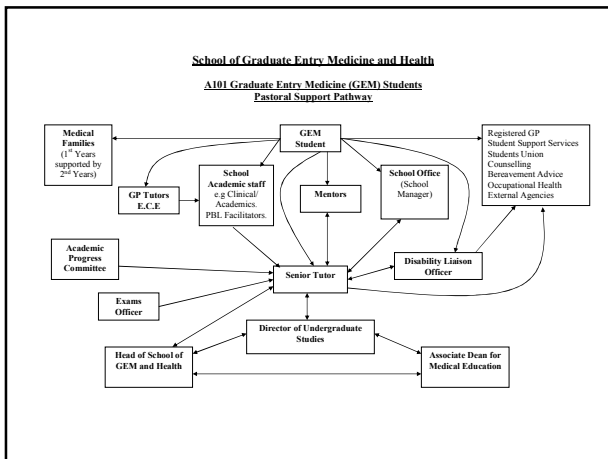 School of Graduate Entry Medicine and Health
A101 Graduate Entry Medicine (GEM) Students
Pastoral Support Pathway
Medical
Families
(1st Years
supported by
2nd Years)
GEM
Student
Registered GP
Student Support Services
Students Union
Counselling
Bereavement Advice
Occupational Health
External Agencies
GP Tutors
E.C.E
School
Academic staff
e.g Clinical/
Academics.
PBL Facilitators.
Mentors
School Office
(School
Manager)
Academic
Progress
Committee
Senior Tutor
Disability Liaison
Officer
Exams
Officer
Director of Undergraduate
Studies
Head of School of
GEM and Health
Associate Dean for
Medical Education